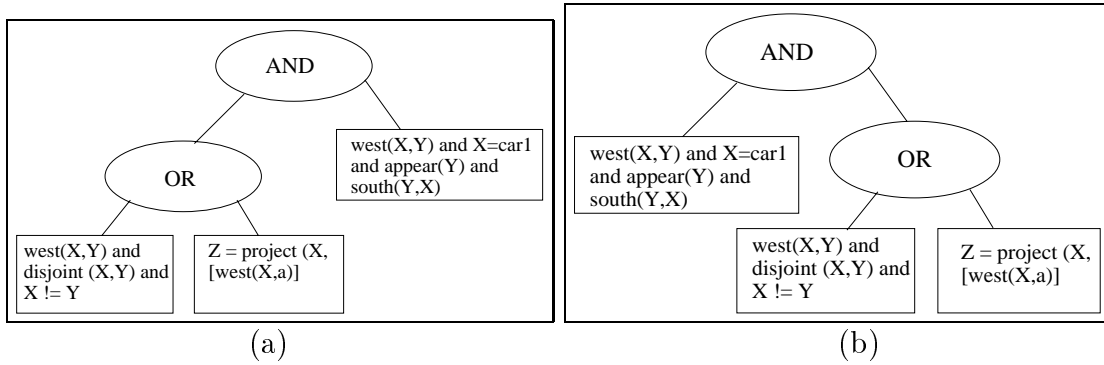 AND
west(X,Y) and X=car1
and appear(Y) and
south(Y,X)
OR
west(X,Y) and
disjoint (X,Y) and
X != Y
Z = project (X,
[west(X,a)]
(a)
AND
west(X,Y) and X=car1
and appear(Y) and
south(Y,X)
OR
west(X,Y) and
disjoint (X,Y) and
X != Y
Z = project (X,
[west(X,a)]
(b)